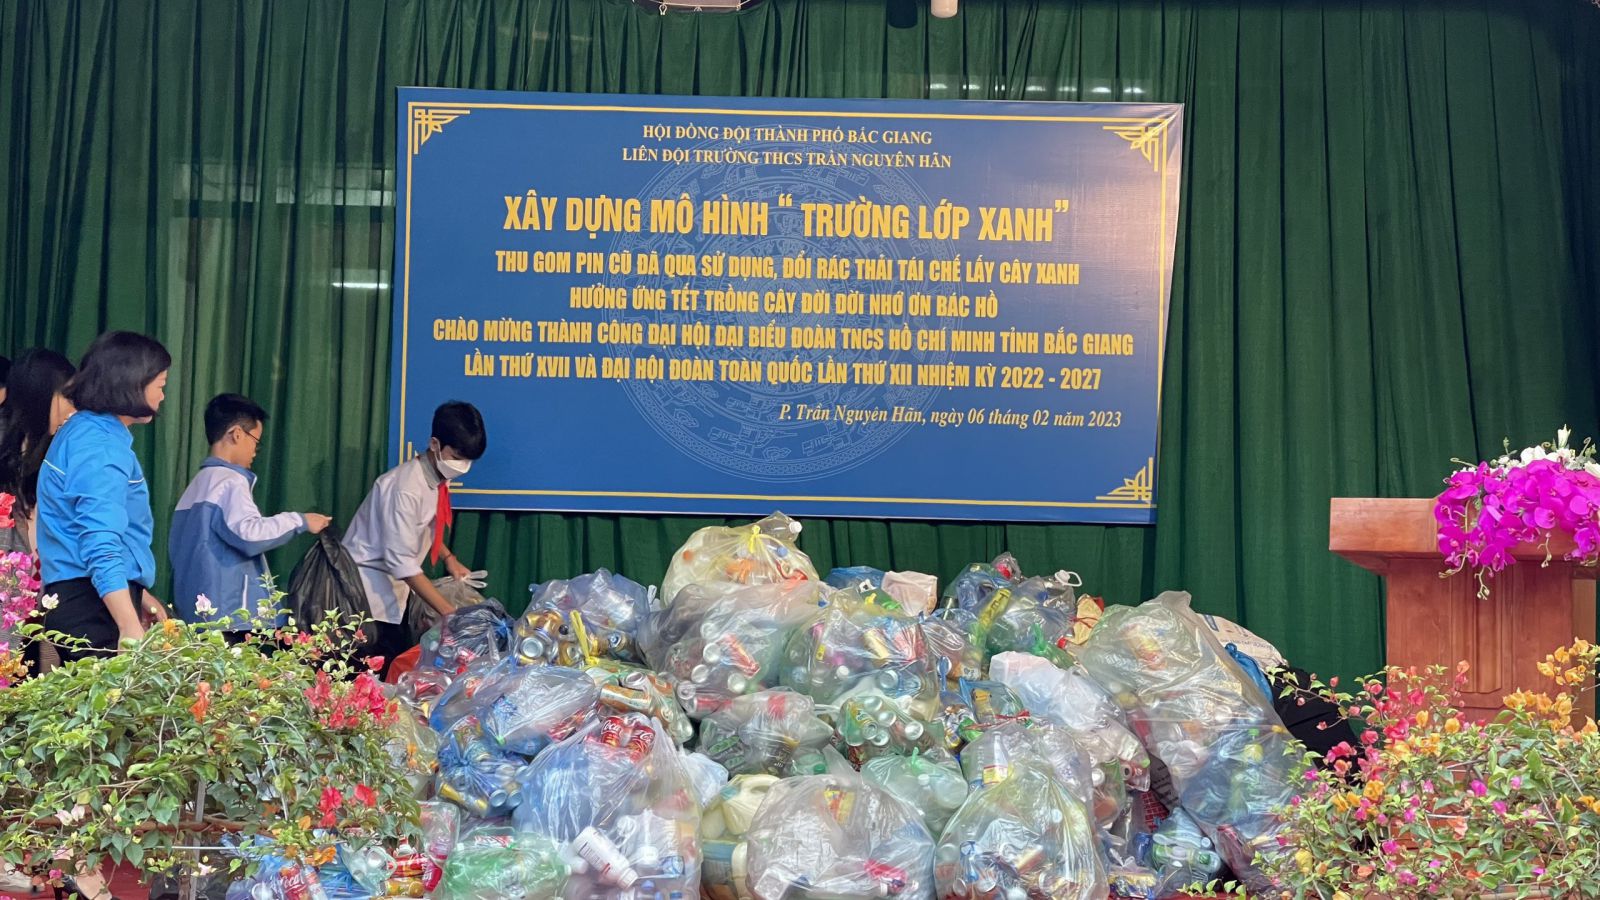 HỘI ĐỒNG ĐỘI THÀNH PHỐ BẮC GIANG
LIÊN ĐỘI TRƯỜNG THCS TRẦN NGUYÊN HÃN
XÂY DỰNG MÔ HÌNH “ TRƯỜNG LỚP XANH”
THU GOM PIN CŨ ĐÃ QUA SỬ DỤNG, ĐỔI RÁC THẢI TÁI CHẾ LẤY CÂY XANH
HƯỞNG ỨNG TẾT TRỒNG CÂY ĐỜI ĐỜI NHỚ ƠN BÁC HỒ
CHÀO MỪNG THÀNH CÔNG ĐẠI HỘI ĐẠI BIỂU ĐOÀN TNCS HỒ CHÍ MINH TỈNH BẮC GIANG
LẦN THỨ XVII VÀ ĐẠI HỘI ĐOÀN TOÀN QUỐC LẦN THỨ XII NHIỆM KỲ 2022 - 2027
P. Trần Nguyên Hãn, ngày 06 tháng 02 năm 2023